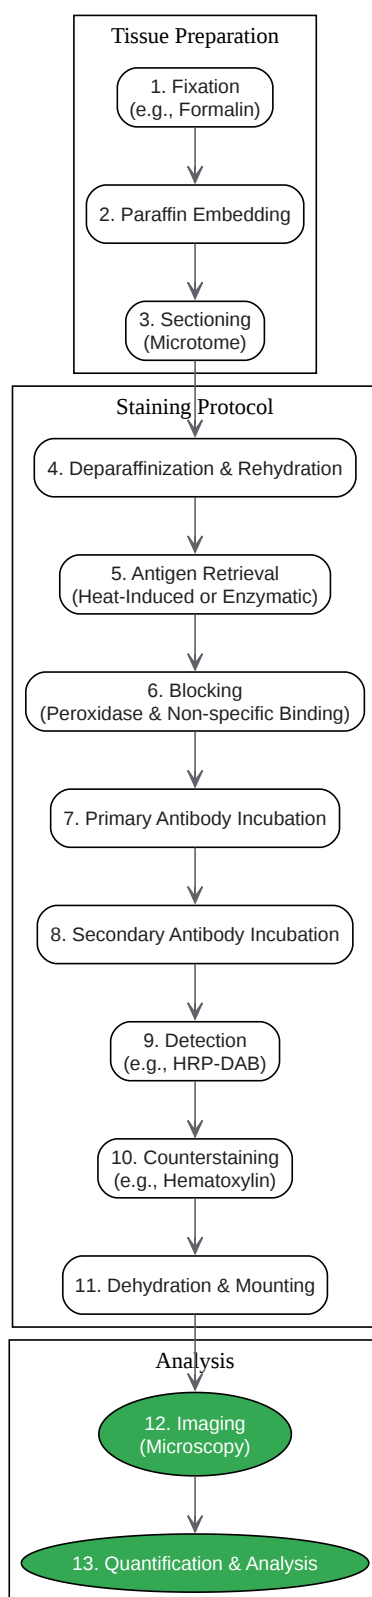 Tissue Preparation
1. Fixation
(e.g., Formalin)
2. Paraffin Embedding
3. Sectioning
(Microtome)
Staining Protocol
4. Deparaffinization & Rehydration
5. Antigen Retrieval
(Heat-Induced or Enzymatic)
6. Blocking
(Peroxidase & Non-specific Binding)
7. Primary Antibody Incubation
8. Secondary Antibody Incubation
9. Detection
(e.g., HRP-DAB)
10. Counterstaining
(e.g., Hematoxylin)
11. Dehydration & Mounting
Analysis
12. Imaging
(Microscopy)
13. Quantification & Analysis